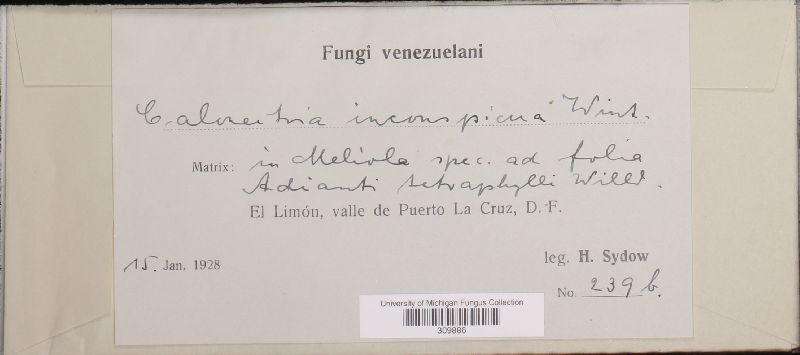 Fungi venezuelani
Calonectria inconspicua Wint.
Matrix: in Meliola spec. ad folia
Adianti tetraphylli Willd.
El Limón, valle de Puerto La Cruz, D. F.
15. Jan. 1928
leg. H. Sydow
No. 239 b.
University of Michigan Fungus Collection
309886